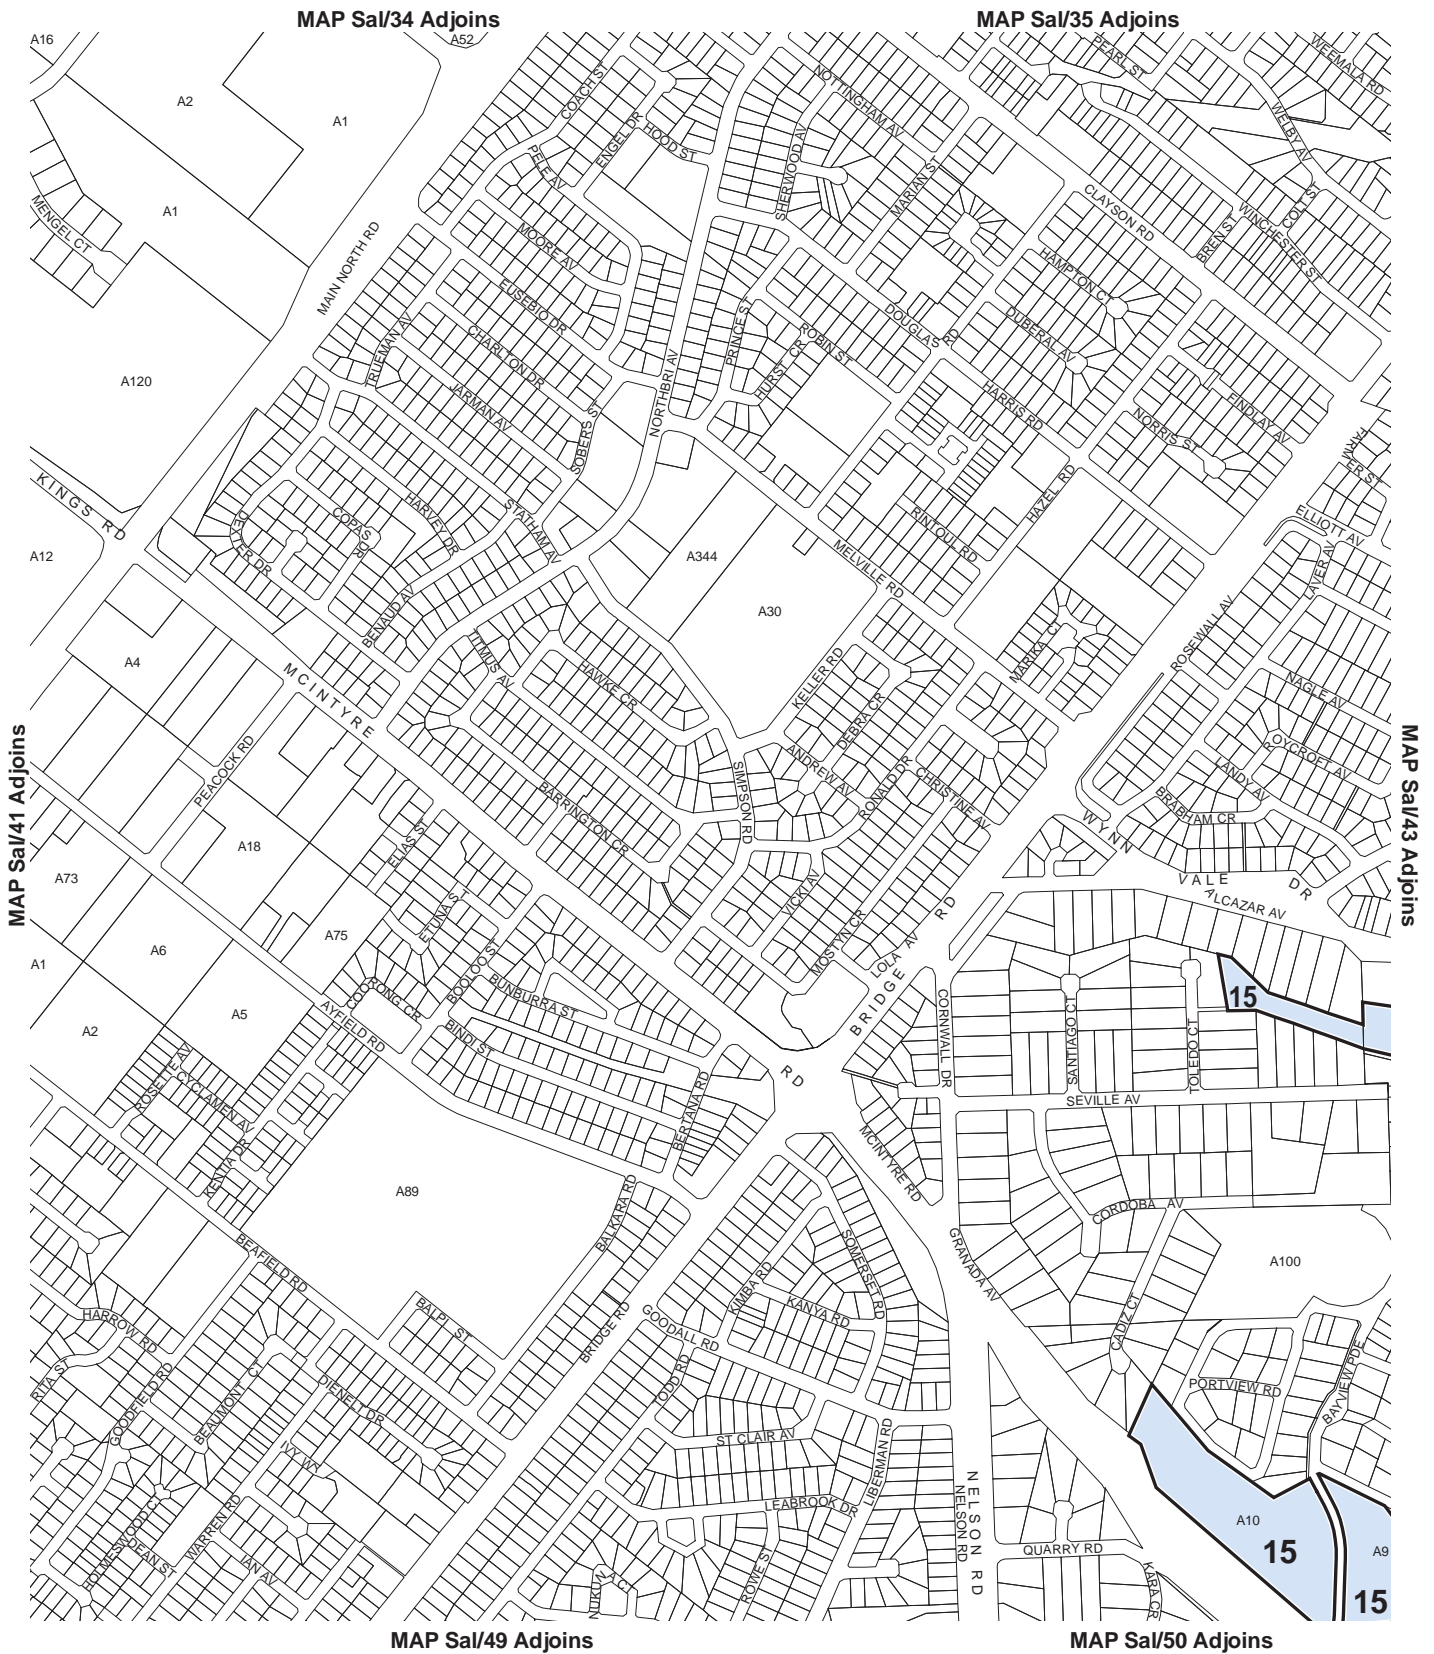 MAP Sal/34 Adjoins
MAP Sal/35 Adjoins
A16
A52
PEARL ST
WEEMALA RD
A2
A1
COACH ST
NOTTINGHAM AV
WELBY AV
ENGEL DR
HOOD ST
PELE AV
SHERWOOD AV
MARIAN ST
CLAYSON RD
COLT ST
WINCHESTER ST
BREN ST
A1
MENGEL CT
MAIN NORTH RD
MOORE AV
HAMPTON CT
EUSEBIO DR
DOUGLAS RD
DUBERAL AV
PRINCE ST
ROBIN ST
HURST CR
TRUEMAN AV
CHARLTON DR
JARMAN AV
NORTHBRI AV
A120
HARRIS RD
FINDLAY AV
NORRIS ST
SOBERS ST
FARMER ST
KINGS RD
HARVEY DR
STATHAM AV
COPAS DR
DEXTER DR
HAZEL RD
RINTOUL RD
ELLIOTT AV
LAVER AV
A12
A344
MELVILLE RD
A30
BENAUD AV
ROSEWALL AV
A4
TITMUS AV
HAWKE CR
MARIKA CT
KELLER RD
DEBRA CR
NAGLE AV
MCINTYRE
PEACOCK RD
ROYCROFT AV
LANDY AV
ANDREW AV
RONALD DR
CHRISTINE AV
SIMPSON RD
BARRINGTON CR
BRABHAM CR
MAP Sal/41 Adjoins
MAP Sal/43 Adjoins
A18
ELIAS ST
WYNN
VALE
DR
A73
ALCAZAR AV
VICKI AV
ETUNA ST
A75
A6
MOSTYN CR
LOLA AV
BRIDGE
RD
A1
BOOLOO ST
BUNBURRA ST
COORONG CR
AYFIELD RD
A5
A2
BINDI ST
CORNWALL DR
SANTIAGO CT
TOLEDO CT
15
RD
ROSETTE AV
CYCLAMEN AV
BERTANA RD
SEVILLE AV
KENTIA DR
MCINTYRE RD
A89
BALKARA RD
CORDOBA AV
BEAFIELD RD
SOMERSET RD
GRANADA AV
A100
KIMBA RD
KANYA RD
HARROW RD
BALPI ST
BRIDGE RD
GOODALL RD
CADIZ CT
BAYVIEW PDE
RITA ST
GOODFIELD RD
BEAUMONT CT
DIENELT DR
TODD RD
PORTVIEW RD
ST CLAIR AV
IVY WY
LIBERMAN RD
LEABROOK DR
NELSON RD
NELSON RD
HOLMESWOOD CT
DEAN ST
WARREN RD
IAN AV
A10
15
A9
15
QUARRY RD
ROWE ST
KARA CR
MAP Sal/49 Adjoins
MAP Sal/50 Adjoins